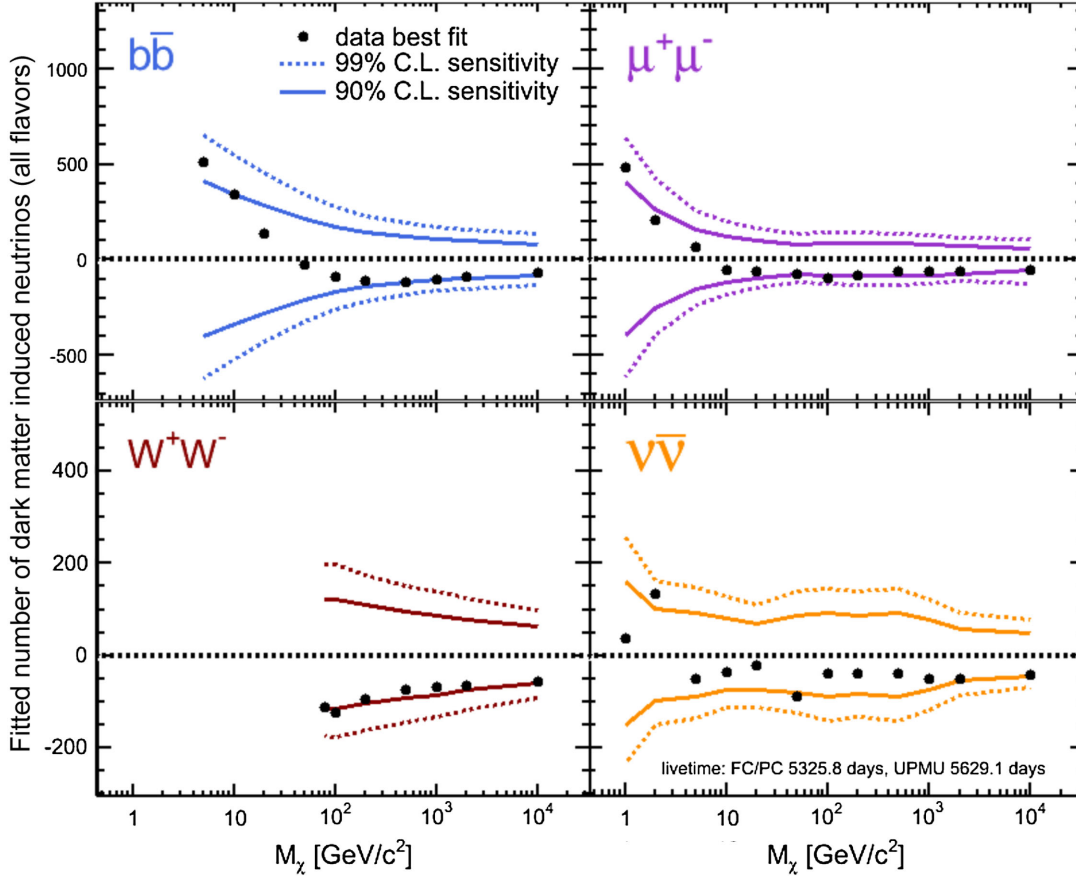 Fitted number of dark matter induced neutrinos (all flavors)
bb̅
data best fit
99% C.L. sensitivity
90% C.L. sensitivity
1000
500
0
-500
μ⁺μ⁻
W⁺W⁻
400
200
0
-200
νν̅
livetime: FC/PC 5325.8 days, UPMU 5629.1 days
1 10 10² 10³ 10⁴
1 10 10² 10³ 10⁴
Mχ [GeV/c²]
Mχ [GeV/c²]